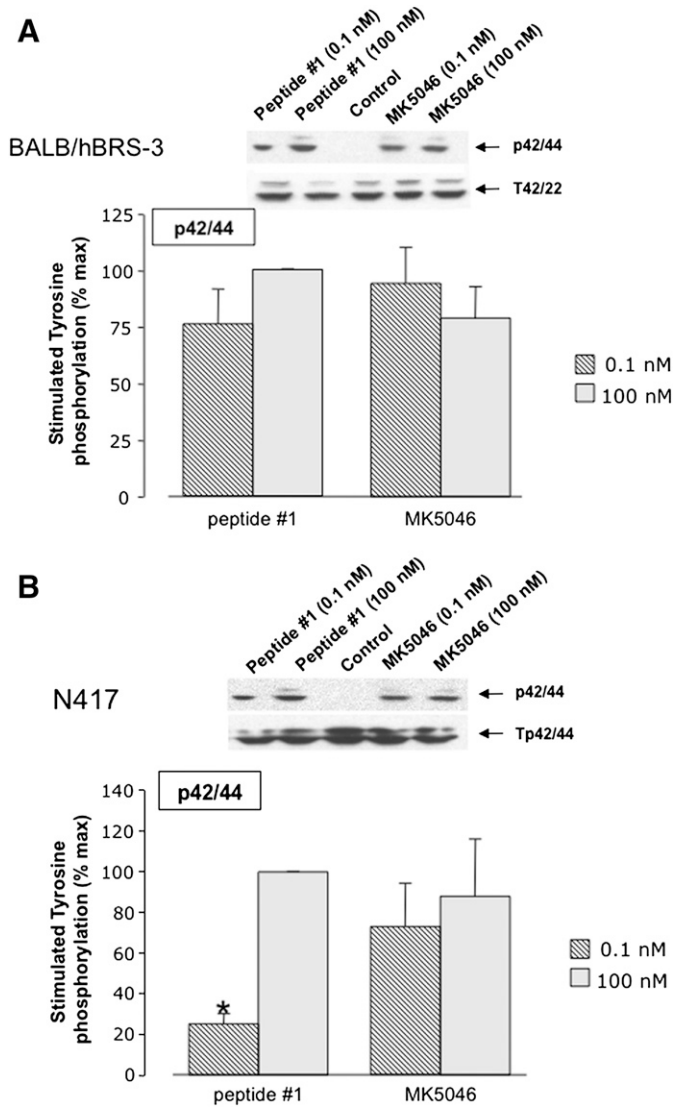 A
Peptide #1 (0.1 nM)
Peptide #1 (100 nM)
Control
MK5046 (0.1 nM)
MK5046 (100 nM)
BALB/hBRS-3
p42/44
T42/22
p42/44
Stimulated Tyrosine
phosphorylation (% max)
125
100
75
50
25
0
peptide #1
MK5046
0.1 nM
100 nM
B
Peptide #1 (0.1 nM)
Peptide #1 (100 nM)
Control
MK5046 (0.1 nM)
MK5046 (100 nM)
N417
p42/44
Tp42/44
p42/44
Stimulated Tyrosine
phosphorylation (% max)
140
120
100
80
60
40
20
0
*
peptide #1
MK5046
0.1 nM
100 nM